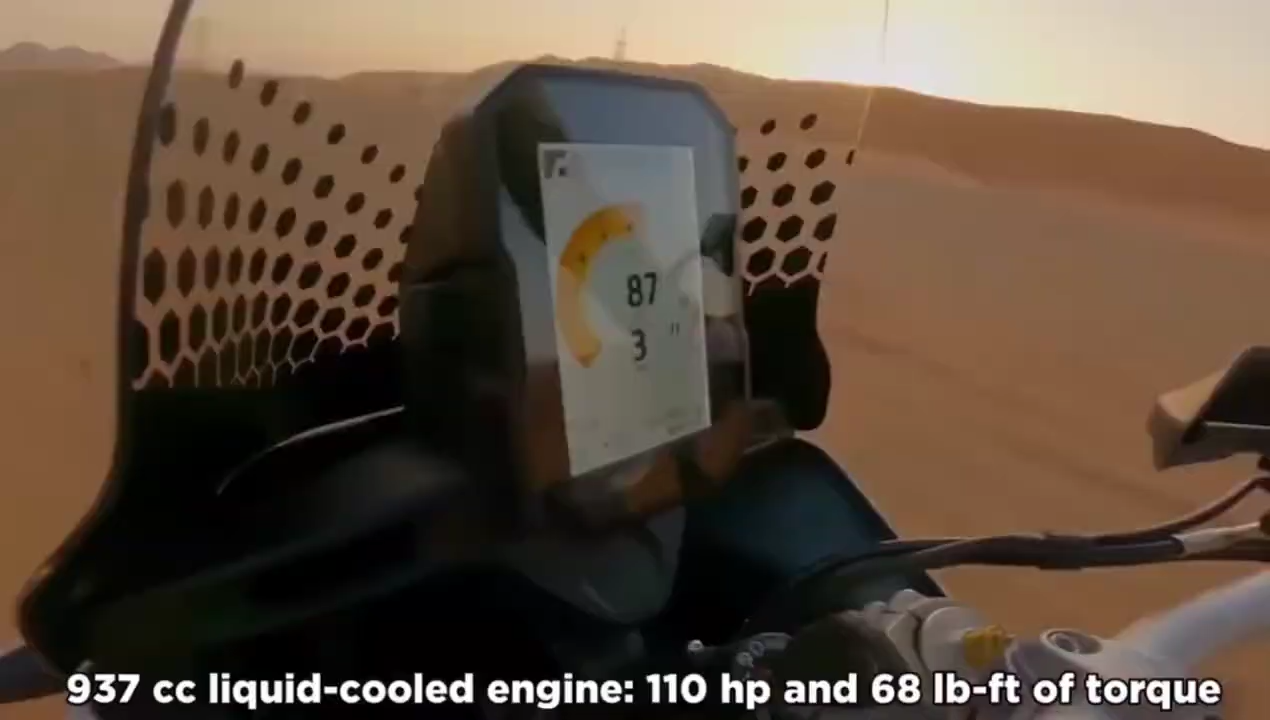 87
3
937 cc liquid-cooled engine: 110 hp and 68 lb-ft of torque